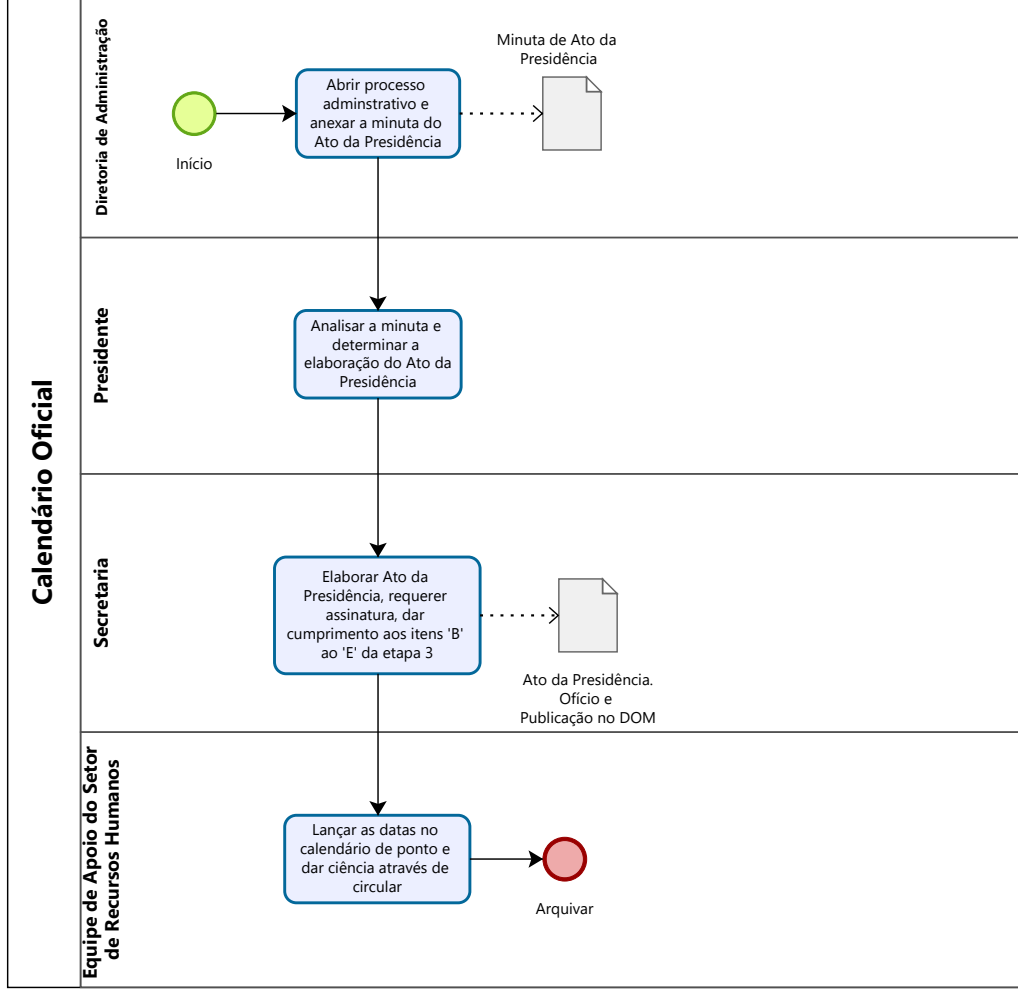 Calendário Oficial
Diretoria de Administração
Início
Abrir processo
adminstrativo e
anexar a minuta do
Ato da Presidência
Minuta de Ato da
Presidência
Presidente
Analisar a minuta e
determinar a
elaboração do Ato da
Presidência
Secretaria
Elaborar Ato da
Presidência, requerer
assinatura, dar
cumprimento aos itens 'B'
ao 'E' da etapa 3
Ato da Presidência.
Ofício e
Publicação no DOM
Equipe de Apoio do Setor
de Recursos Humanos
Lançar as datas no
calendário de ponto e
dar ciência através de
circular
Arquivar